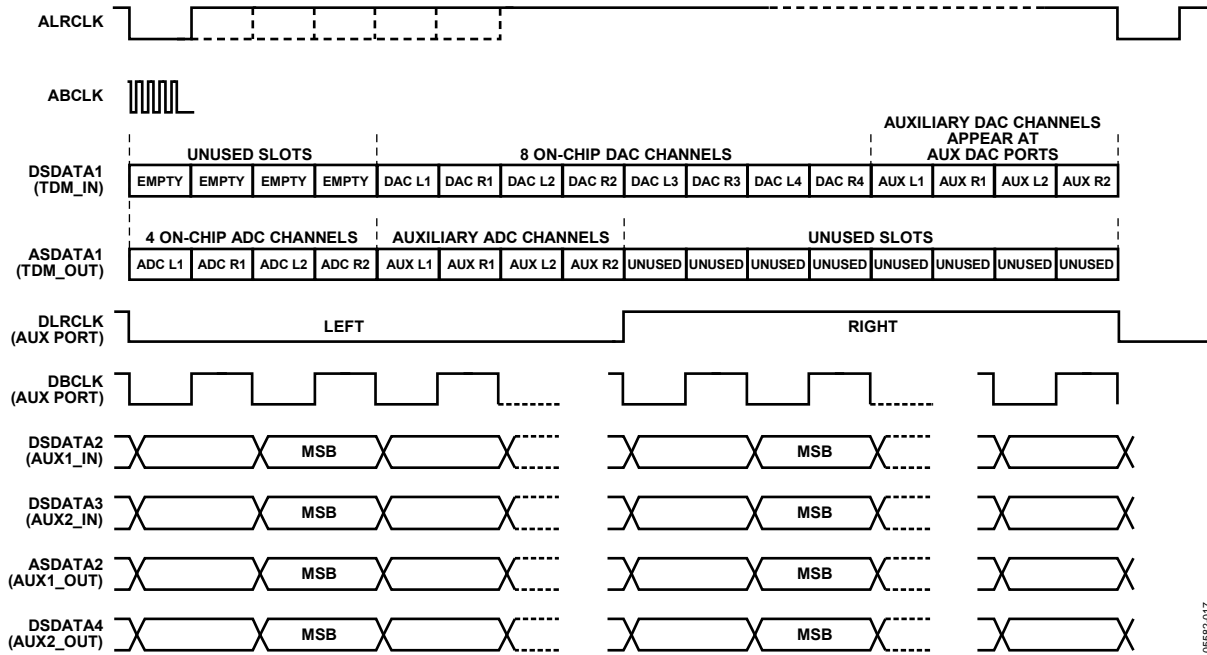 ALRCLK
ABCLK
AUXILIARY DAC CHANNELS
APPEAR AT
AUX DAC PORTS
UNUSED SLOTS
8 ON-CHIP DAC CHANNELS
DSDATA1
(TDM_IN)
EMPTY EMPTY EMPTY EMPTY DAC L1 DAC R1 DAC L2 DAC R2 DAC L3 DAC R3 DAC L4 DAC R4 AUX L1 AUX R1 AUX L2 AUX R2
4 ON-CHIP ADC CHANNELS
AUXILIARY ADC CHANNELS
UNUSED SLOTS
ASDATA1
(TDM_OUT)
ADC L1 ADC R1 ADC L2 ADC R2 AUX L1 AUX R1 AUX L2 AUX R2 UNUSED UNUSED UNUSED UNUSED UNUSED UNUSED UNUSED UNUSED
DLRCLK
(AUX PORT)
LEFT
RIGHT
DBCLK
(AUX PORT)
DSDATA2
(AUX1_IN)
MSB
MSB
DSDATA3
(AUX2_IN)
MSB
MSB
ASDATA2
(AUX1_OUT)
MSB
MSB
DSDATA4
(AUX2_OUT)
MSB
MSB
05582-017